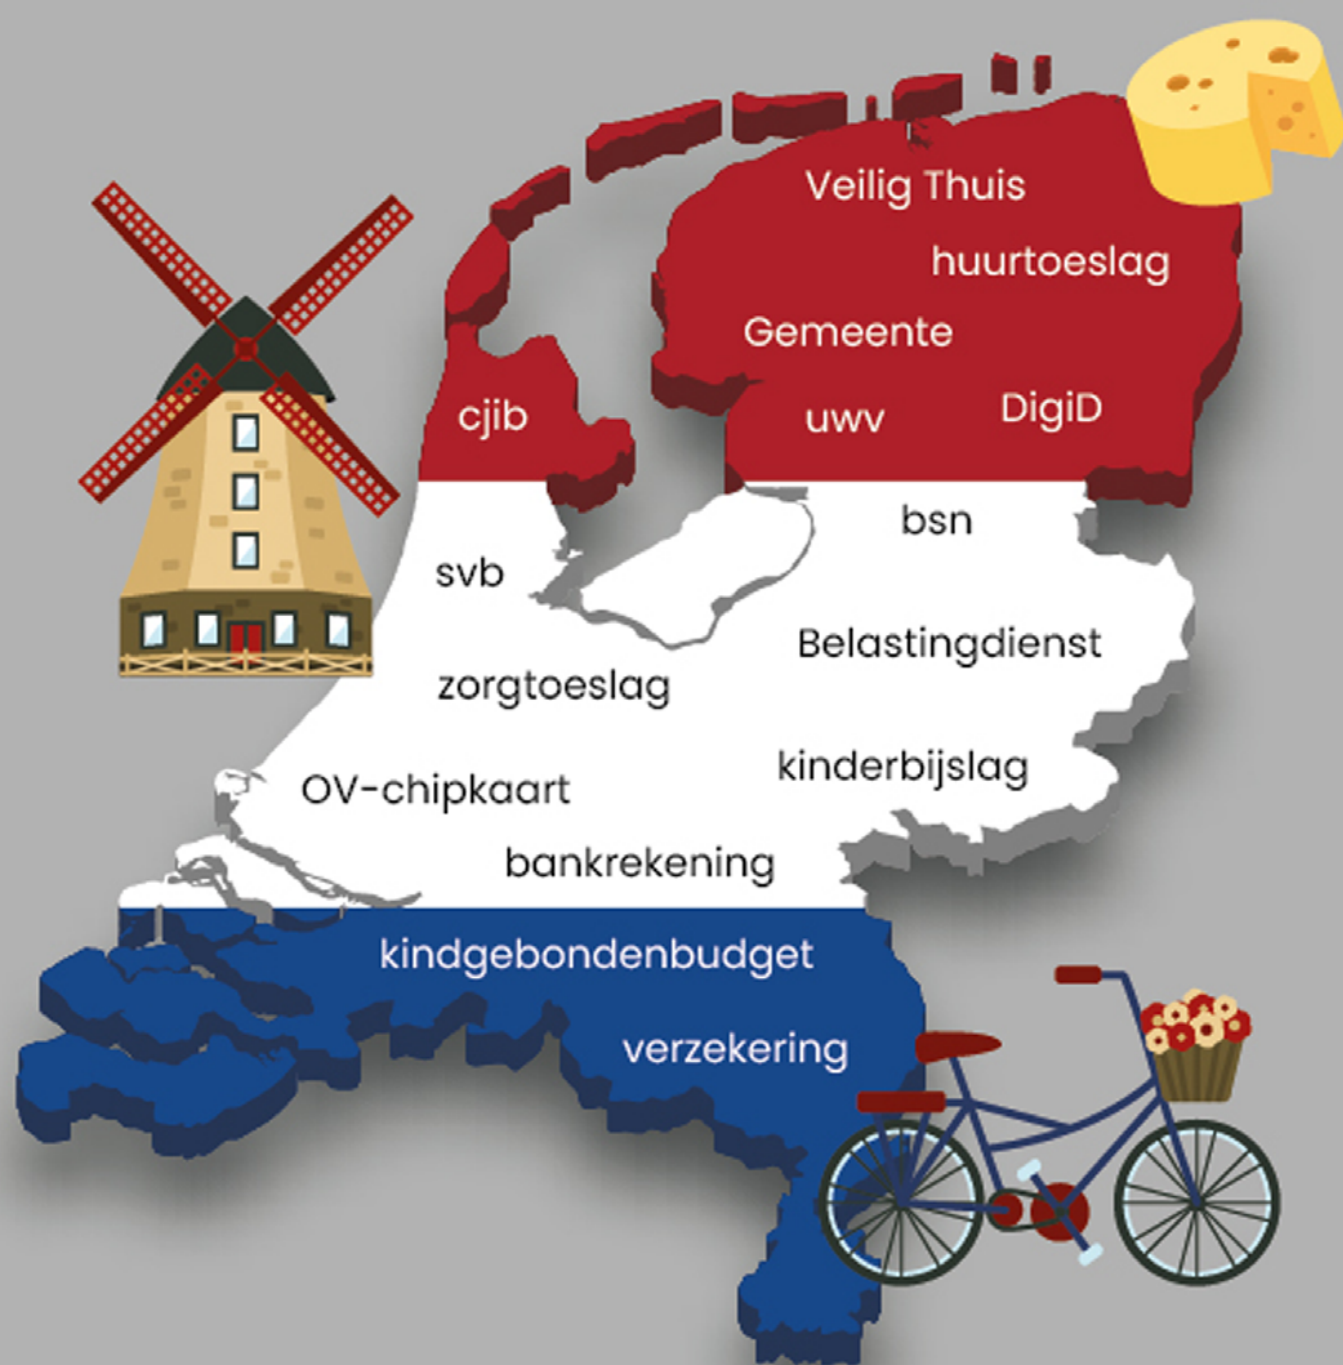 Veilig Thuis
huurtoeslag
Gemeente
cjib
uwv
DigiD
bsn
svb
Belastingdienst
zorgtoeslag
kinderbijslag
OV-chipkaart
bankrekening
kindgebondenbudget
verzekering